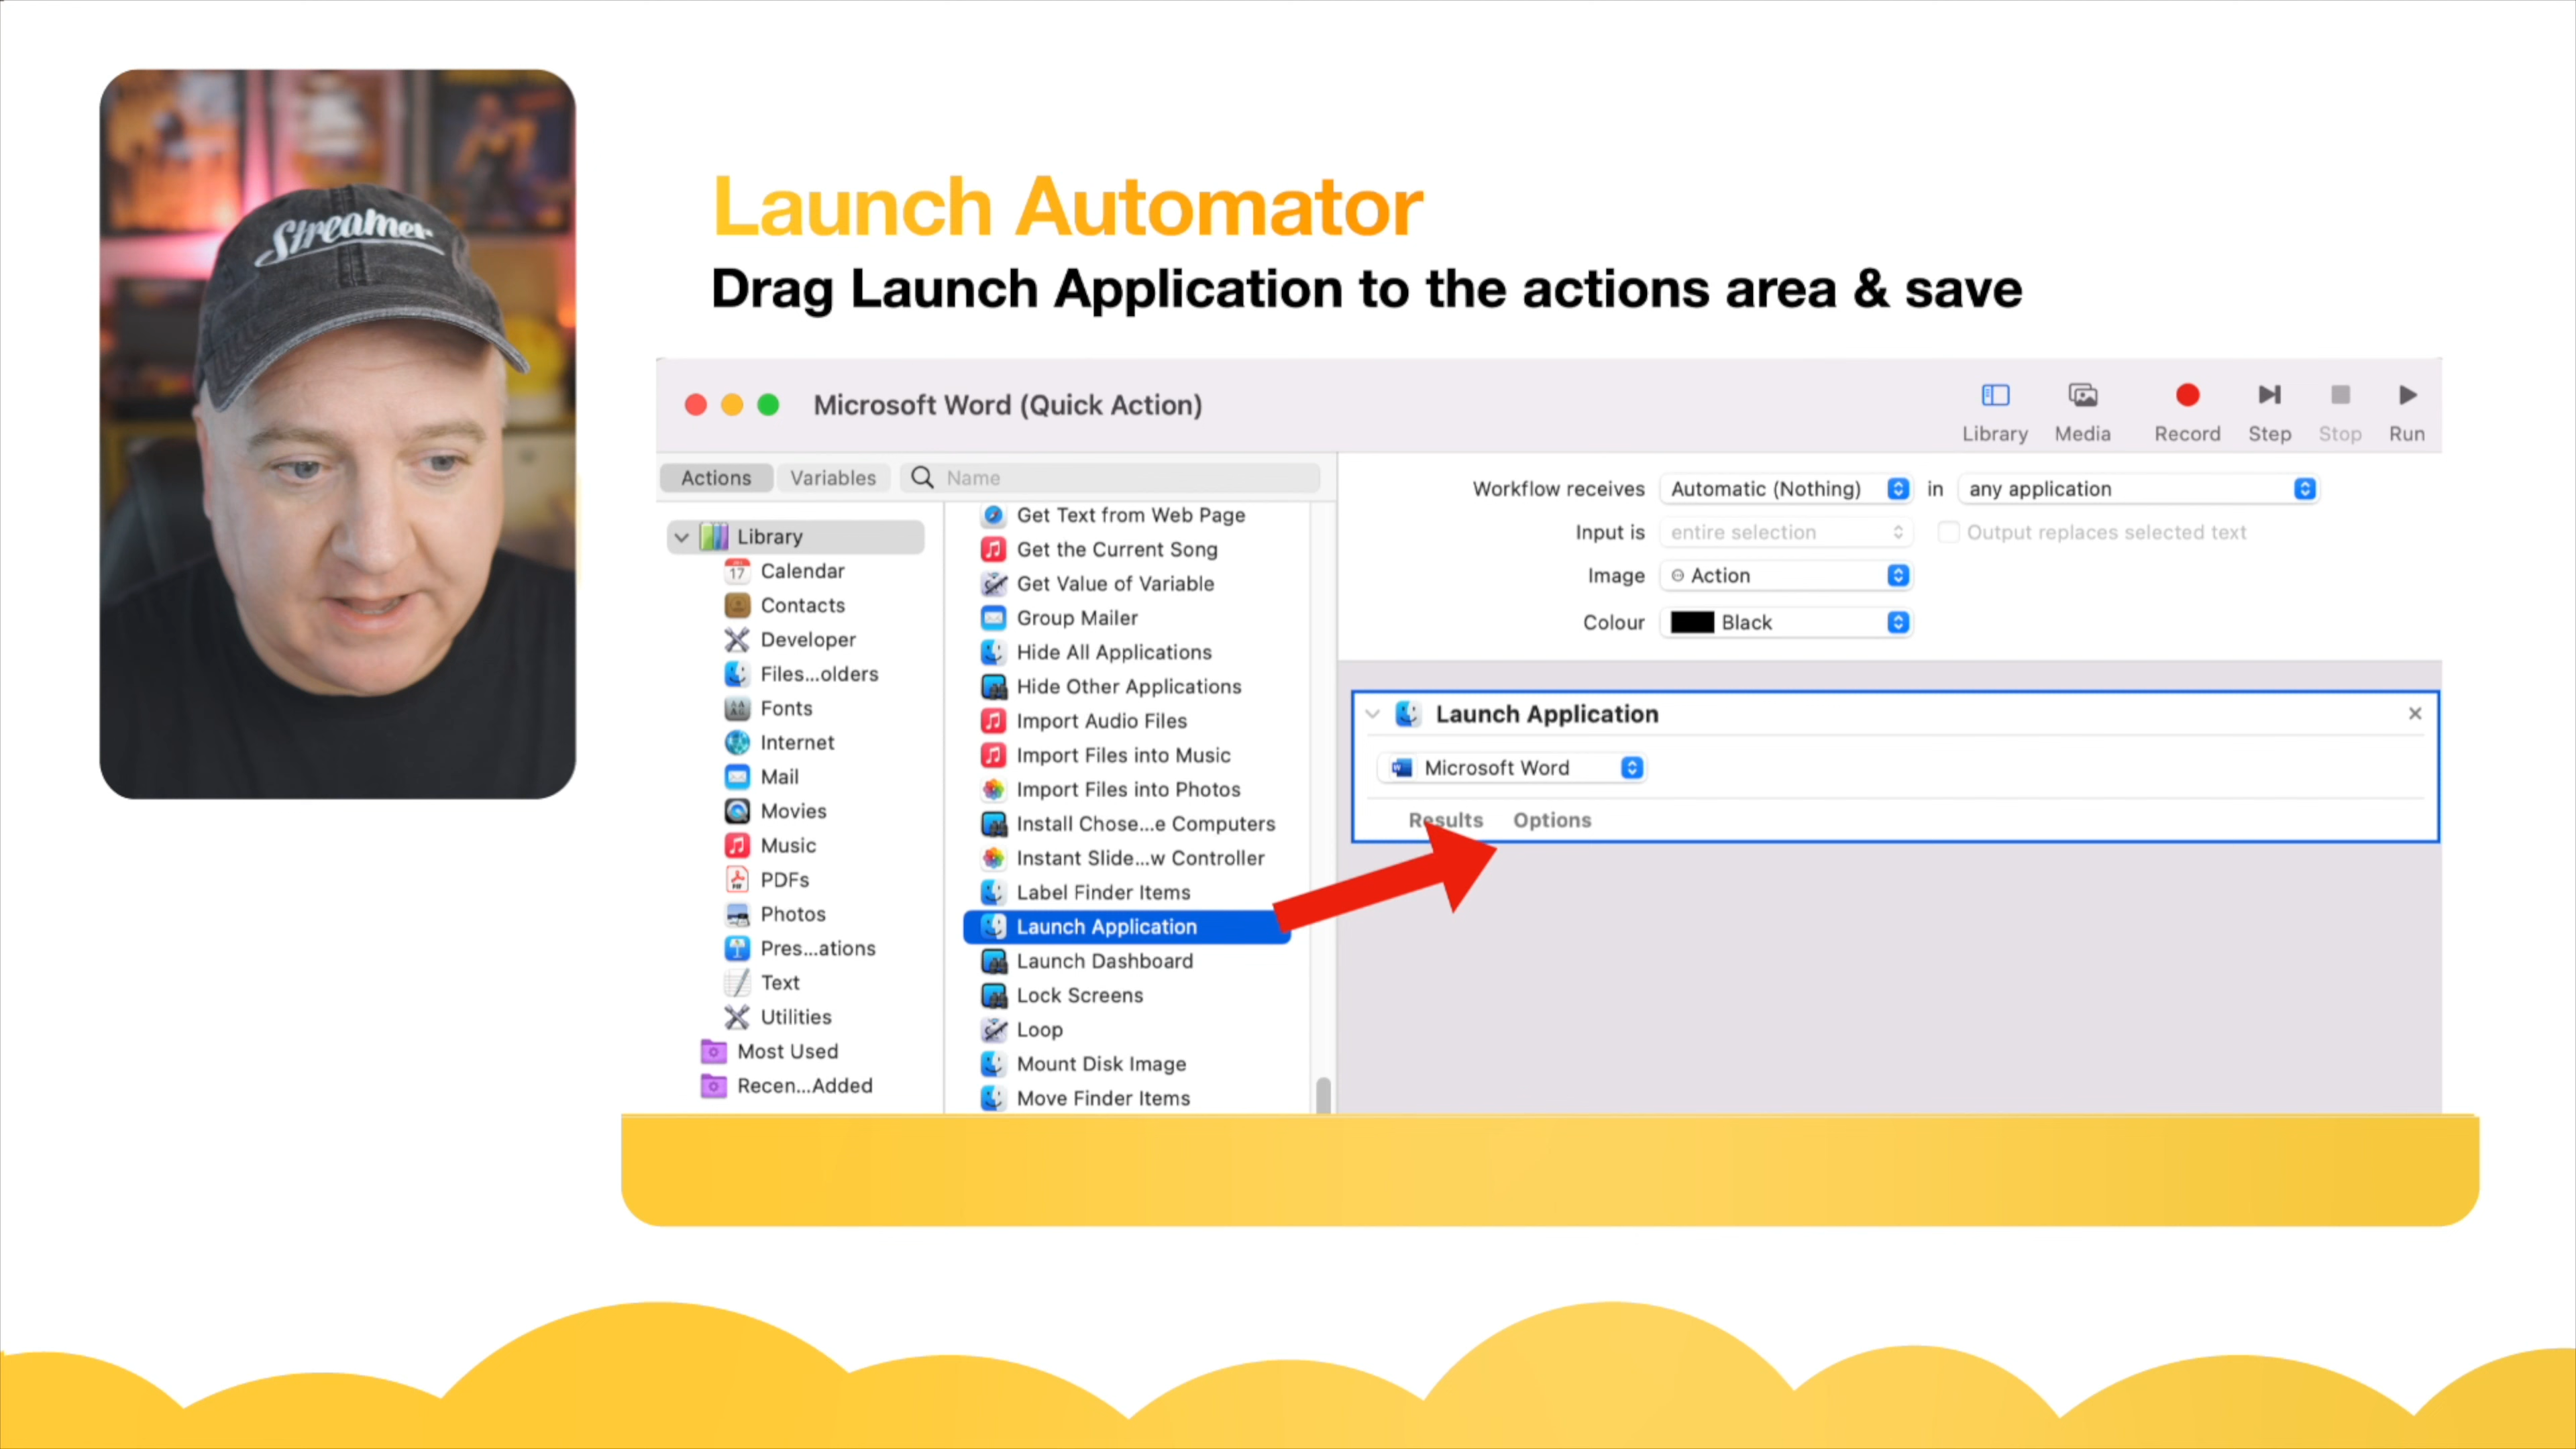 Streamer
Launch Automator
Drag Launch Application to the actions area & save
Microsoft Word (Quick Action)
Library
Media
Record
Step
Stop
Run
Actions
Variables
Name
Library
17
Calendar
Contacts
Developer
Files...olders
Fonts
Internet
Mail
Movies
Music
PDFs
Photos
Pres...ations
Text
Utilities
Most Used
Recen...Added
Get Text from Web Page
Get the Current Song
Get Value of Variable
Group Mailer
Hide All Applications
Hide Other Applications
Import Audio Files
Import Files into Music
Import Files into Photos
Install Chose...e Computers
Instant Slide...w Controller
Label Finder Items
Launch Application
Launch Dashboard
Lock Screens
Loop
Mount Disk Image
Move Finder Items
Workflow receives Automatic (Nothing) in any application
Input is entire selection Output replaces selected text
Image Action
Colour Black
Launch Application
Microsoft Word
Results Options